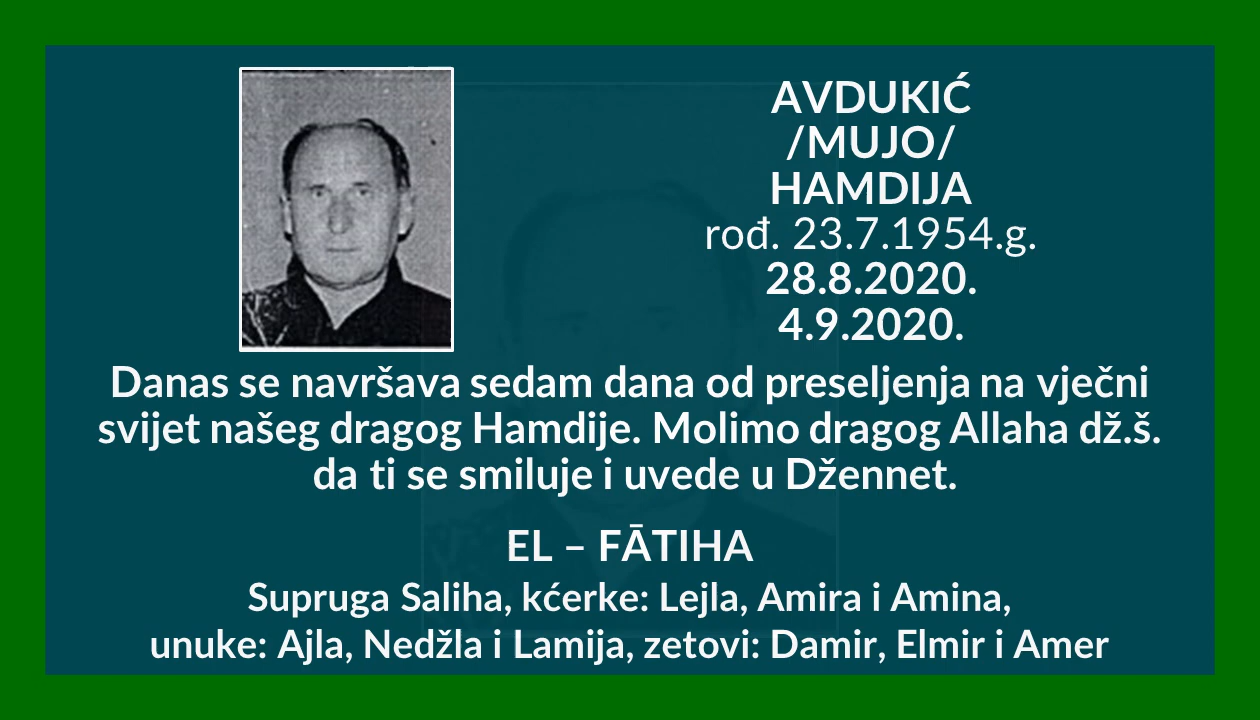 AVDUKIĆ
/MUJO/
HAMDIJA
rođ. 23.7.1954.g.
28.8.2020.
4.9.2020.
Danas se navršava sedam dana od preseljenja na vječni
svijet našeg dragog Hamdije. Molimo dragog Allaha dž.š.
da ti se smiluje i uvede u Džennet.
EL – FĀTIHA
Supruga Saliha, kćerke: Lejla, Amira i Amina,
unuke: Ajla, Nedžla i Lamija, zetovi: Damir, Elmir i Amer